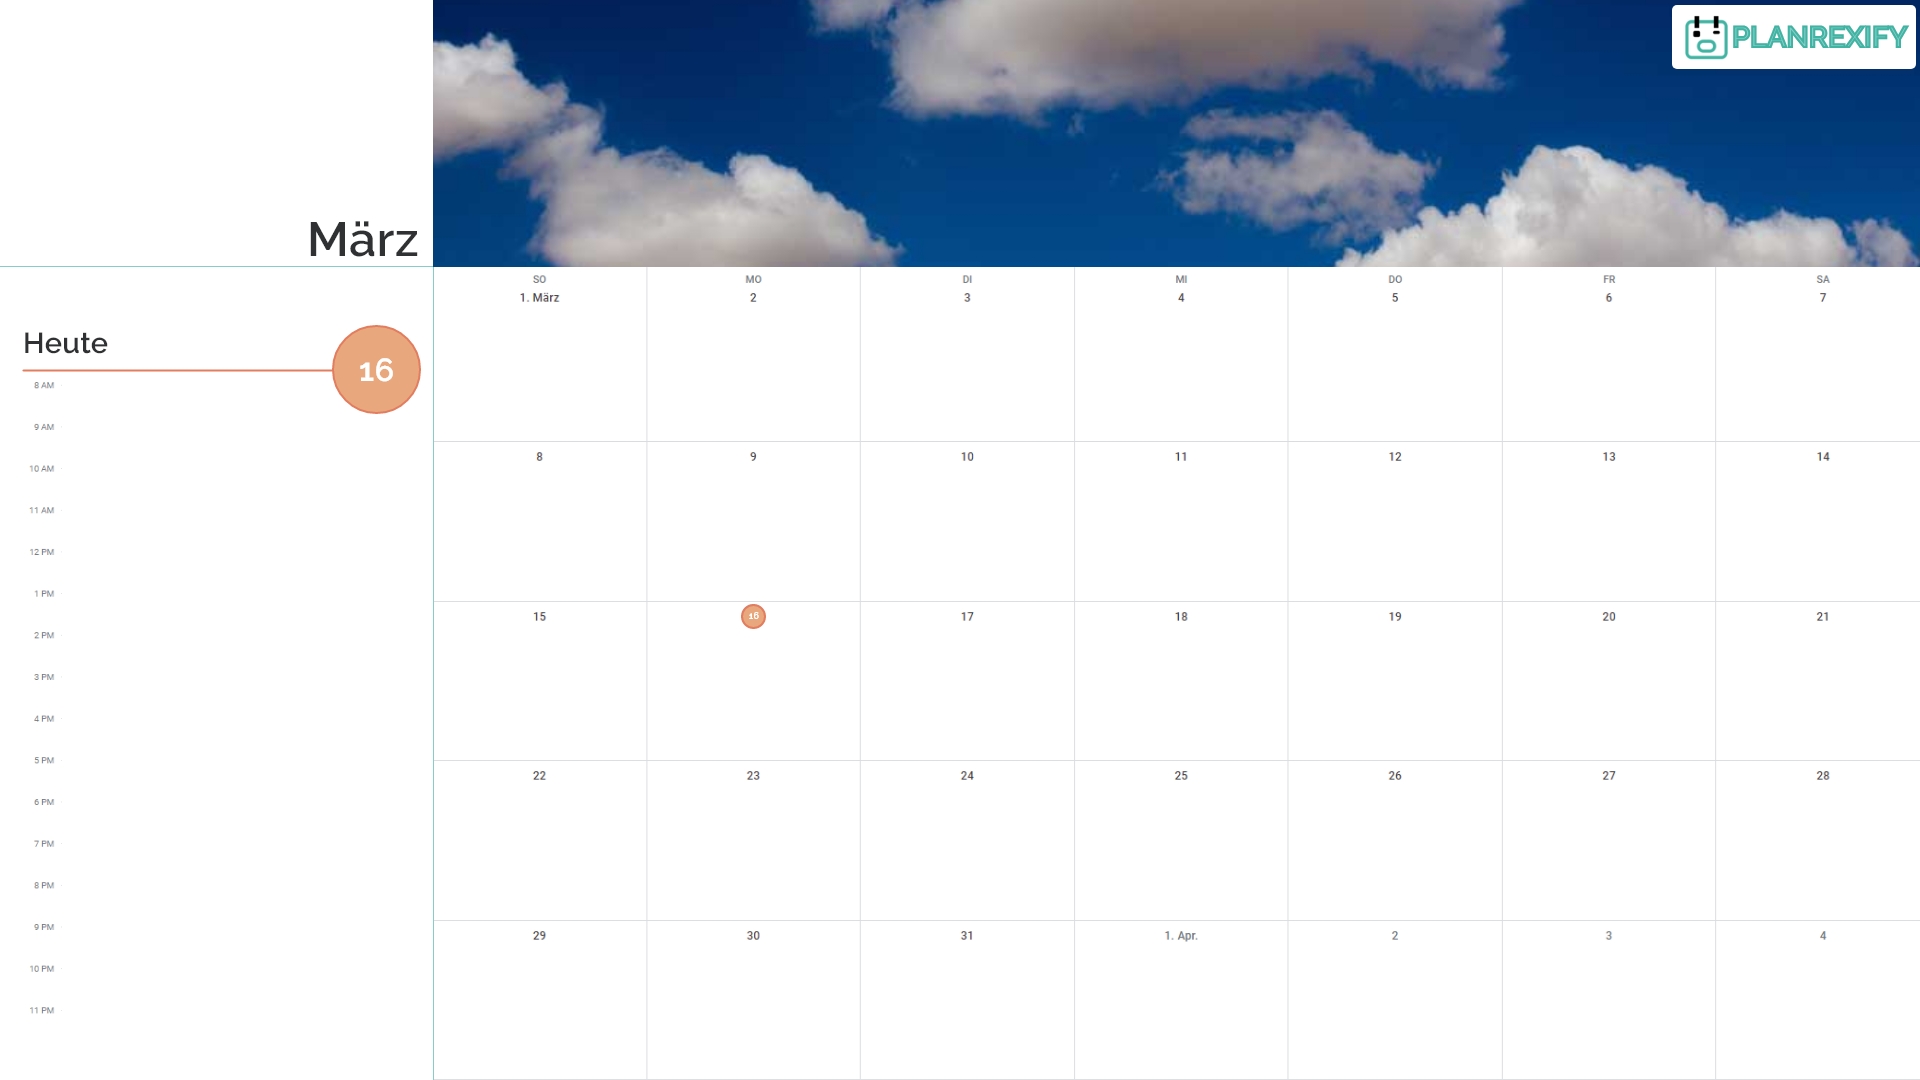 PLANREXIFY
März
Heute
16
8 AM
9 AM
10 AM
11 AM
12 PM
1 PM
2 PM
3 PM
4 PM
5 PM
6 PM
7 PM
8 PM
9 PM
10 PM
11 PM
SO MO DI MI DO FR SA
1. März 2 3 4 5 6 7
8 9 10 11 12 13 14
15 16 17 18 19 20 21
22 23 24 25 26 27 28
29 30 31 1. Apr. 2 3 4